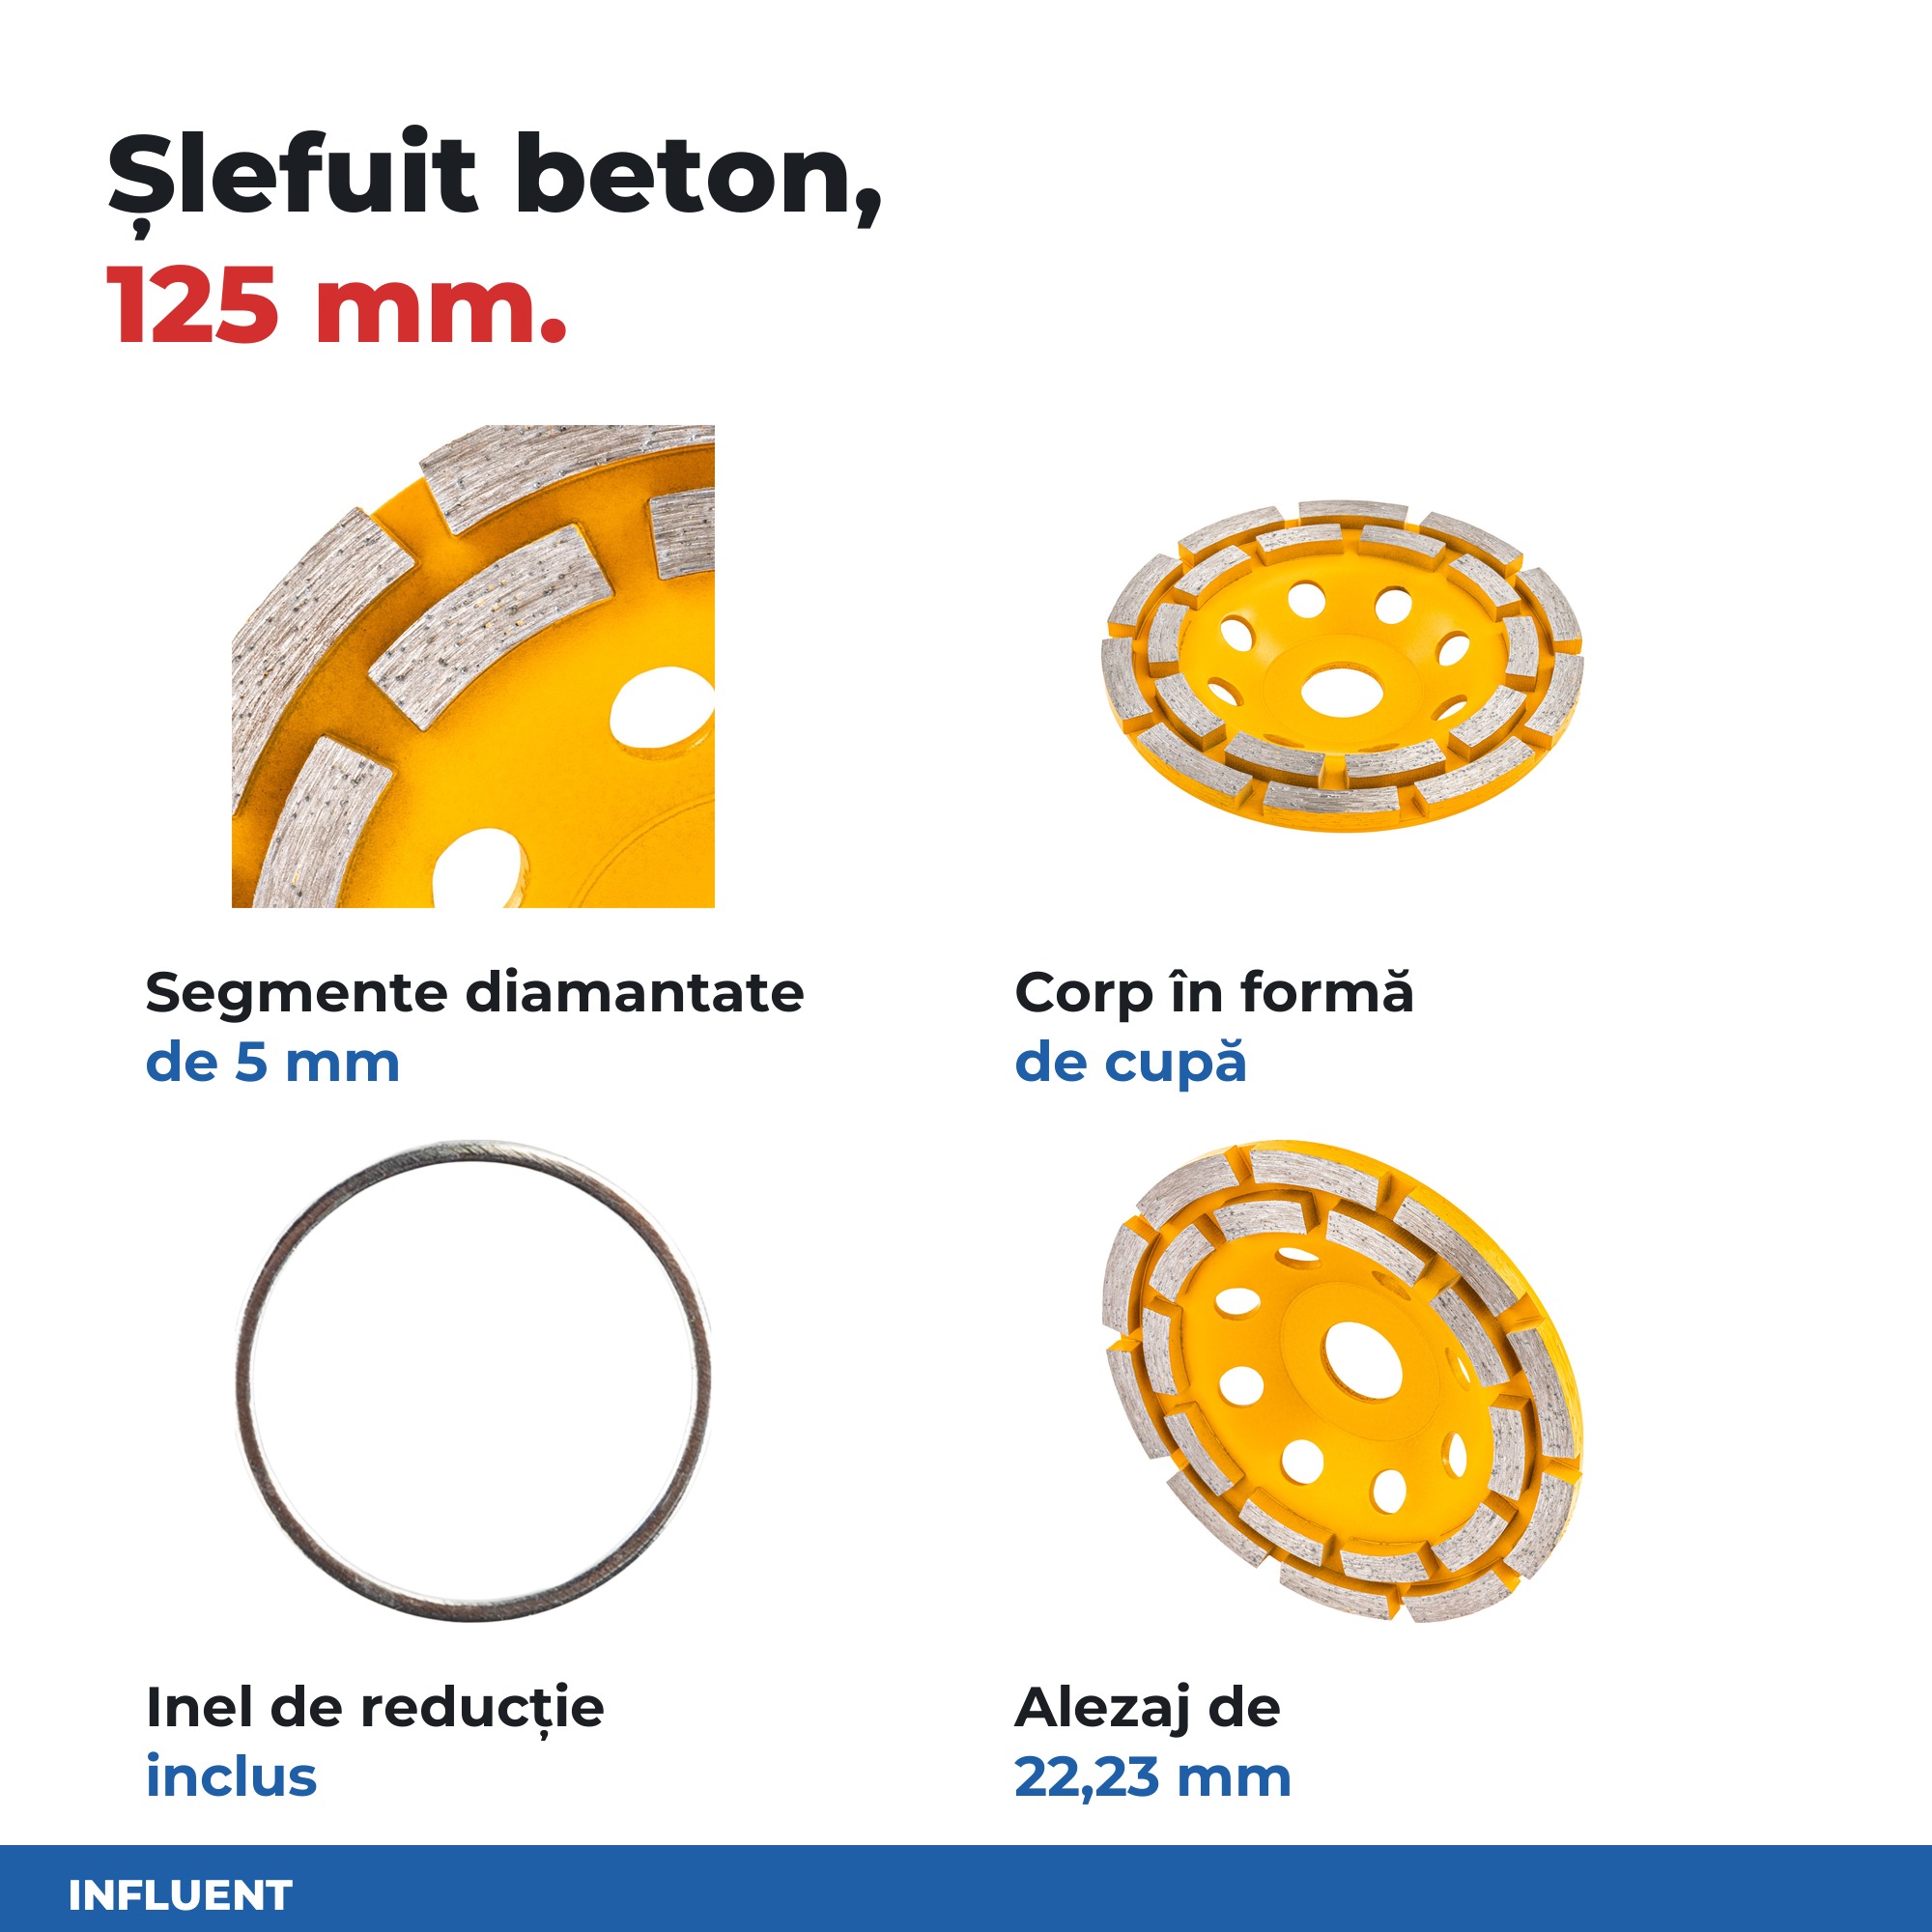 Șlefuit beton,
125 mm.
Segmente diamantate
de 5 mm
Corp în formă
de cupă
Inel de reducție
inclus
Alezaj de
22,23 mm
INFLUENT